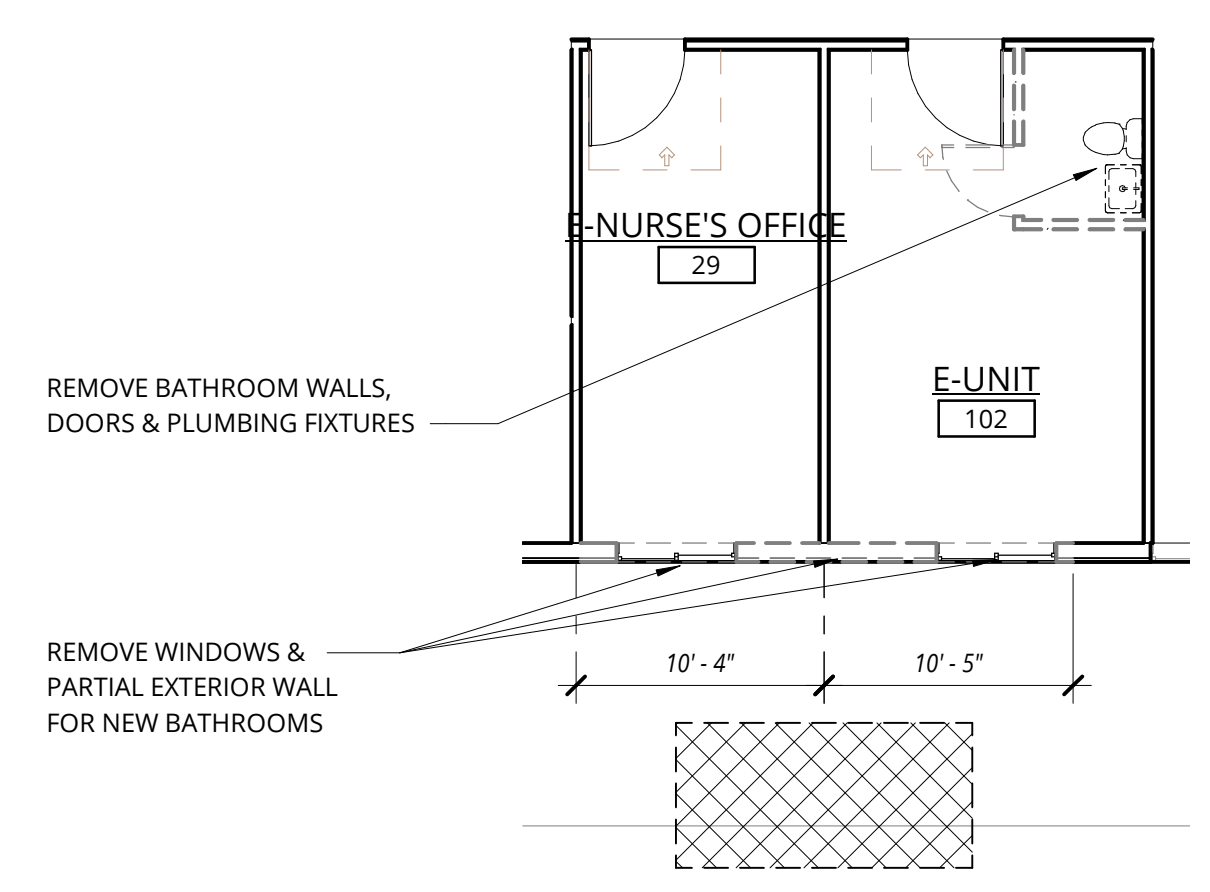 E-NURSE'S OFFICE
29
REMOVE BATHROOM WALLS,
DOORS & PLUMBING FIXTURES
E-UNIT
102
REMOVE WINDOWS &
PARTIAL EXTERIOR WALL
FOR NEW BATHROOMS
10' - 4"
10' - 5"